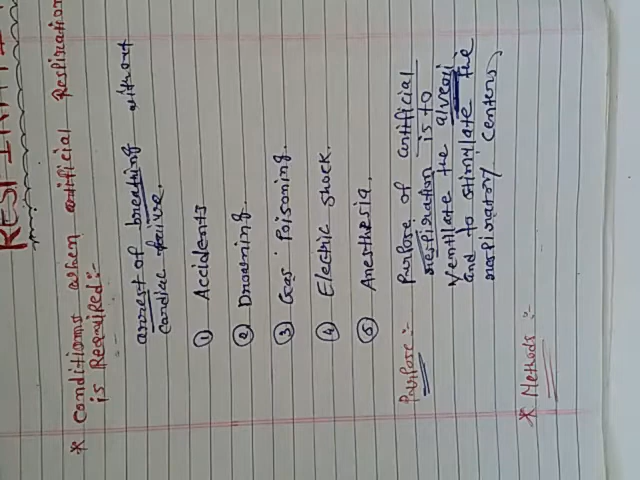 * Conditions when artificial Respiration
is Required:-
arrest of breathing without
cardiac failure.
① Accidents
② Drowning.
③ Gas Poisoning.
④ Electric shock.
⑤ Anesthesia.
Purpose:- Purpose of artificial
respiration is to
ventilate the alveoli
and to stimulate the
respiratory centers,
* Methods:-